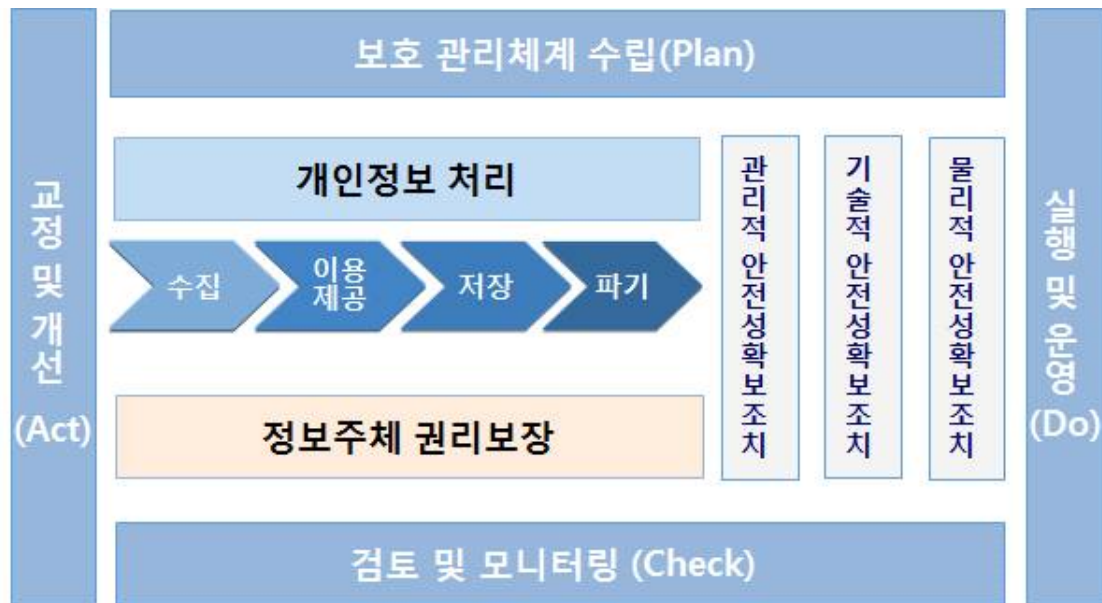 보호 관리체계 수립(Plan)
교정 및 개선
(Act)
개인정보 처리
수집
이용
제공
저장
파기
정보주체 권리보장
관리적 안전성확보조치
기술적 안전성확보조치
물리적 안전성확보조치
실행 및 운영
(Do)
검토 및 모니터링 (Check)